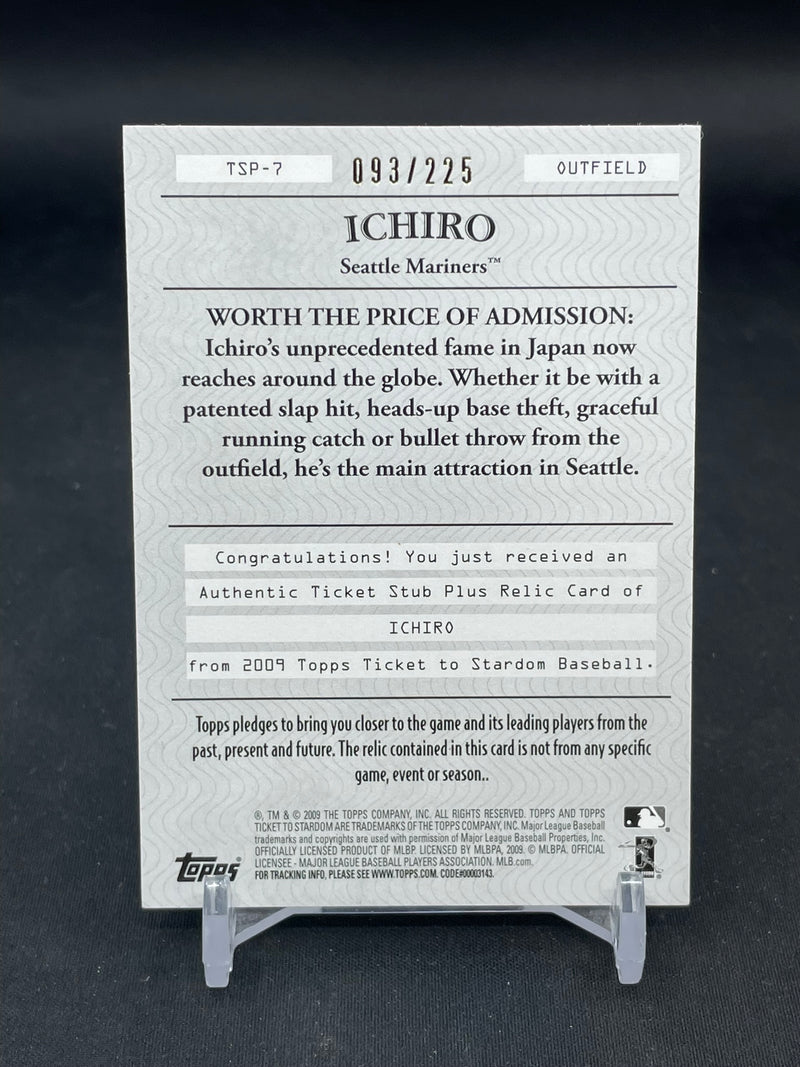 TSP-7 093/225 OUTFIELD
ICHIRO
Seattle Mariners™
WORTH THE PRICE OF ADMISSION:
Ichiro's unprecedented fame in Japan now
reaches around the globe. Whether it be with a
patented slap hit, heads-up base theft, graceful
running catch or bullet throw from the
outfield, he's the main attraction in Seattle.
Congratulations! You just received an
Authentic Ticket Stub Plus Relic Card of
ICHIRO
from 2009 Topps Ticket to Stardom Baseball.
Topps pledges to bring you closer to the game and its leading players from the
past, present and future. The relic contained in this card is not from any specific
game, event or season..
®, TM & © 2009 THE TOPPS COMPANY, INC. ALL RIGHTS RESERVED. TOPPS AND TOPPS
TICKET TO STARDOM ARE TRADEMARKS OF THE TOPPS COMPANY, INC. Major League Baseball
trademarks and copyrights are used with permission of Major League Baseball Properties, Inc.
OFFICIALLY LICENSED PRODUCT OF MLBP. LICENSED BY MLBPA, 2009. © MLBPA. OFFICIAL
LICENSEE - MAJOR LEAGUE BASEBALL PLAYERS ASSOCIATION. MLB.com.
FOR TRACKING INFO, PLEASE SEE WWW.TOPPS.COM. CODE#00003143.
topps®